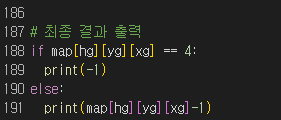 186
187 # 최종 결과 출력
188 if map[hg][yg][xg] == 4:
189   print(-1)
190 else:
191   print(map[hg][yg][xg]-1)